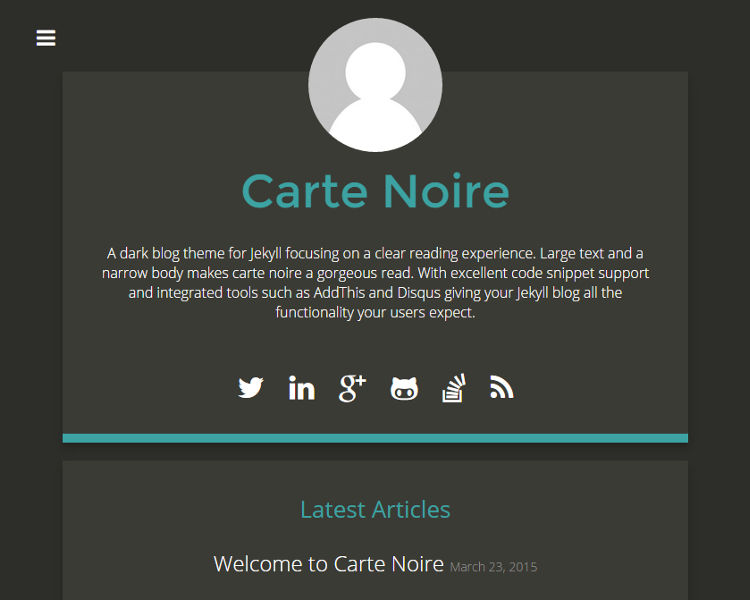 Carte Noire
A dark blog theme for Jekyll focusing on a clear reading experience. Large text and a
narrow body makes carte noire a gorgeous read. With excellent code snippet support
and integrated tools such as AddThis and Disqus giving your Jekyll blog all the
functionality your users expect.
Latest Articles
Welcome to Carte Noire March 23, 2015